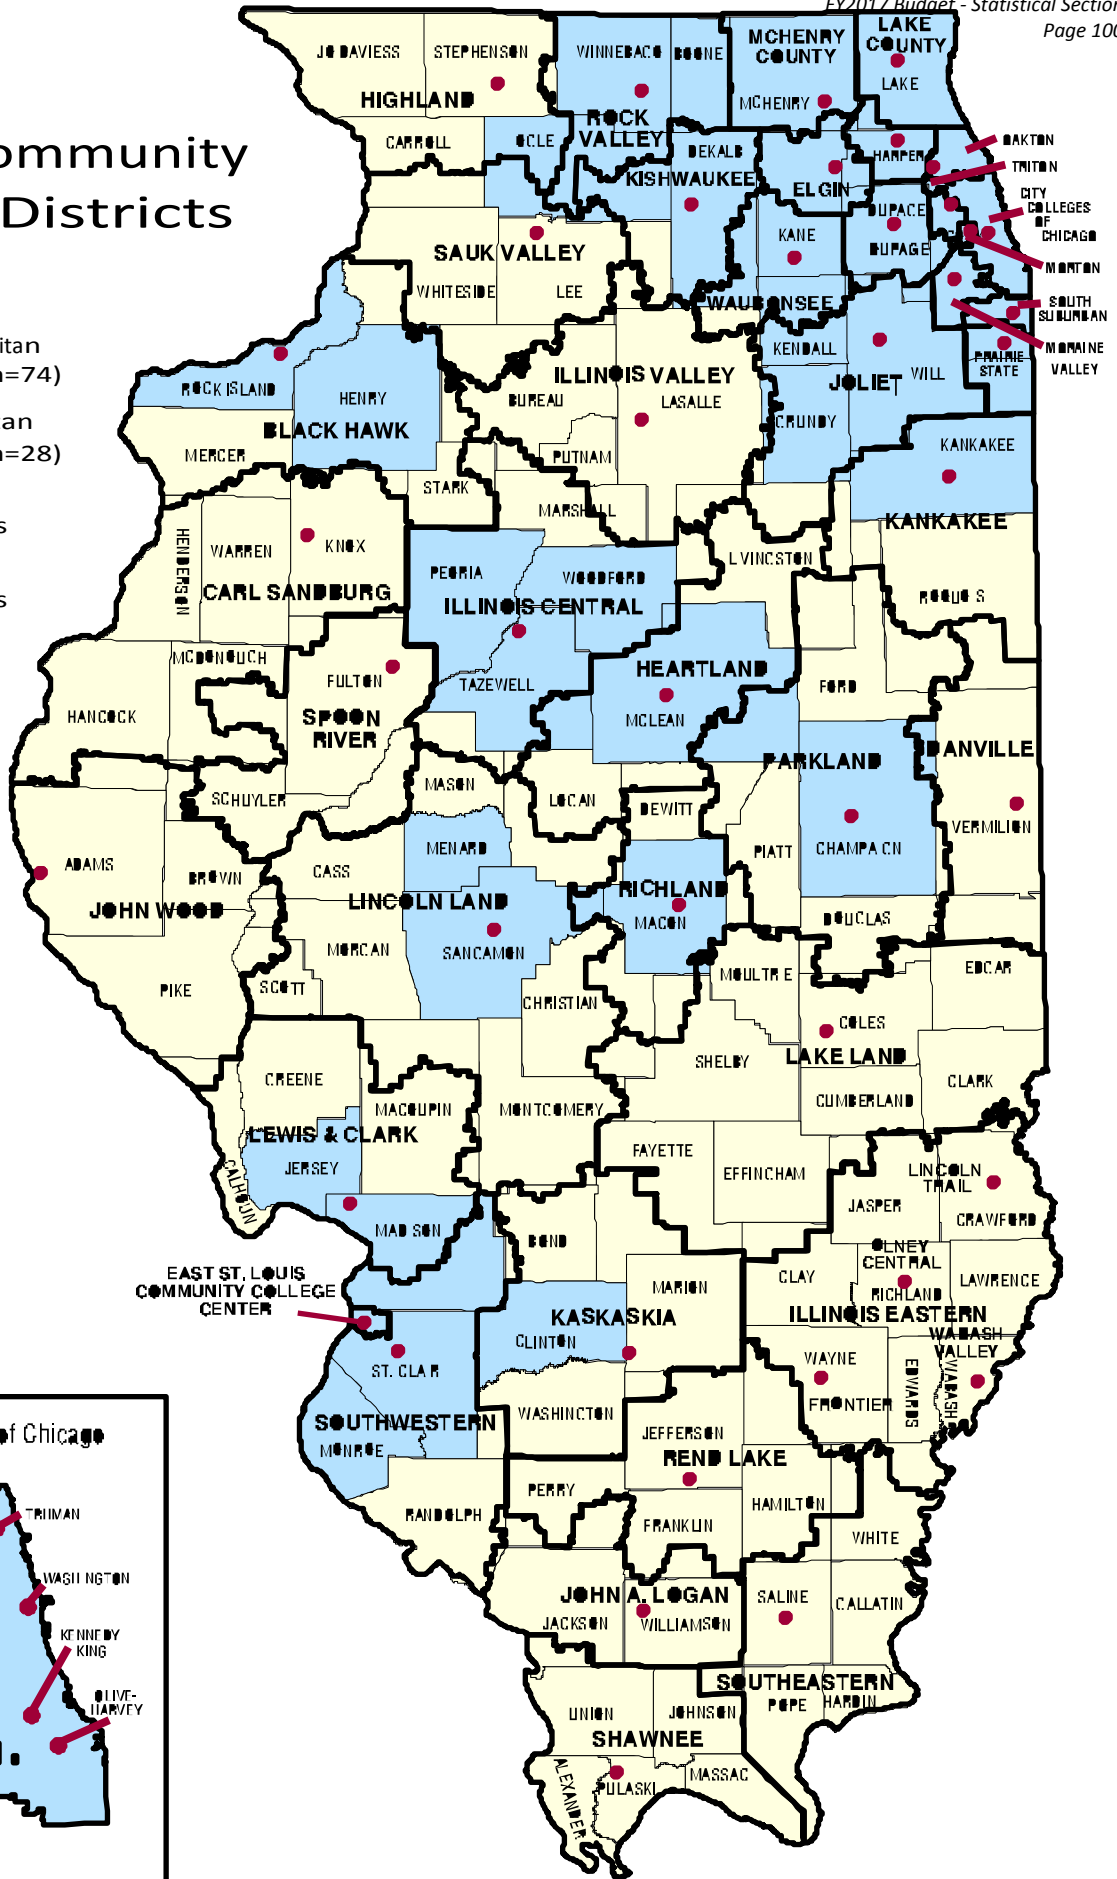 FY2017 Budget - Statistical Section
Page 100
ommunity
Districts
itan
n=74)
tan
n=28)
s
s
JO DAVIESS
STEPHENSON
HIGHLAND
CARROLL
WINNEBAGO
BOONE
ROCK
VALLEY
MCHENRY
COUNTY
MCHENRY
LAKE
COUNTY
LAKE
OGLE
DEKALB
KISHWAUKEE
ELGIN
HARPER
OAKTON
TRITON
CITY
COLLEGES
OF
CHICAGO
MORTON
SOUTH
SUBURBAN
MORAINE
VALLEY
DUPAGE
DUPAGE
KANE
SAUK VALLEY
WHITESIDE
LEE
WAUBONSEE
KENDALL
PRAIRIE
STATE
ROCK ISLAND
HENRY
BLACK HAWK
MERCER
ILLINOIS VALLEY
BUREAU
LASALLE
PUTNAM
JOLIET
WILL
GRUNDY
KANKAKEE
KANKAKEE
STARK
MARSHALL
HENDERSON
WARREN
KNOX
CARL SANDBURG
PEORIA
WOODFORD
ILLINOIS CENTRAL
TAZEWELL
LIVINGSTON
IROQUOIS
MCDONOUGH
HANCOCK
FULTON
SPOON
RIVER
HEARTLAND
MCLEAN
FORD
PARKLAND
DANVILLE
VERMILION
SCHUYLER
MASON
LOGAN
DEWITT
PIATT
CHAMPAIGN
ADAMS
BROWN
JOHN WOOD
PIKE
CASS
MENARD
LINCOLN LAND
MORGAN
SANGAMON
SCOTT
RICHLAND
MACON
CHRISTIAN
DOUGLAS
MOULTRIE
EDGAR
COLES
LAKE LAND
SHELBY
CUMBERLAND
CLARK
GREENE
MACOUPIN
MONTGOMERY
LEWIS & CLARK
JERSEY
CALHOUN
FAYETTE
EFFINGHAM
JASPER
LINCOLN
TRAIL
CRAWFORD
MADISON
BOND
EAST ST. LOUIS
COMMUNITY COLLEGE
CENTER
MARION
KASKASKIA
CLINTON
CLAY
OLNEY
CENTRAL
RICHLAND
LAWRENCE
ILLINOIS EASTERN
WABASH
VALLEY
WAYNE
FRONTIER
EDWARDS
WABASH
ST. CLAIR
SOUTHWESTERN
MONROE
WASHINGTON
JEFFERSON
REND LAKE
PERRY
RANDOLPH
FRANKLIN
HAMILTON
WHITE
JOHN A. LOGAN
JACKSON
WILLIAMSON
SALINE
GALLATIN
SOUTHEASTERN
POPE
HARDIN
UNION
JOHNSON
SHAWNEE
ALEXANDER
PULASKI
MASSAC
of Chicago
TRUMAN
WASHINGTON
KENNEDY
KING
OLIVE-
HARVEY